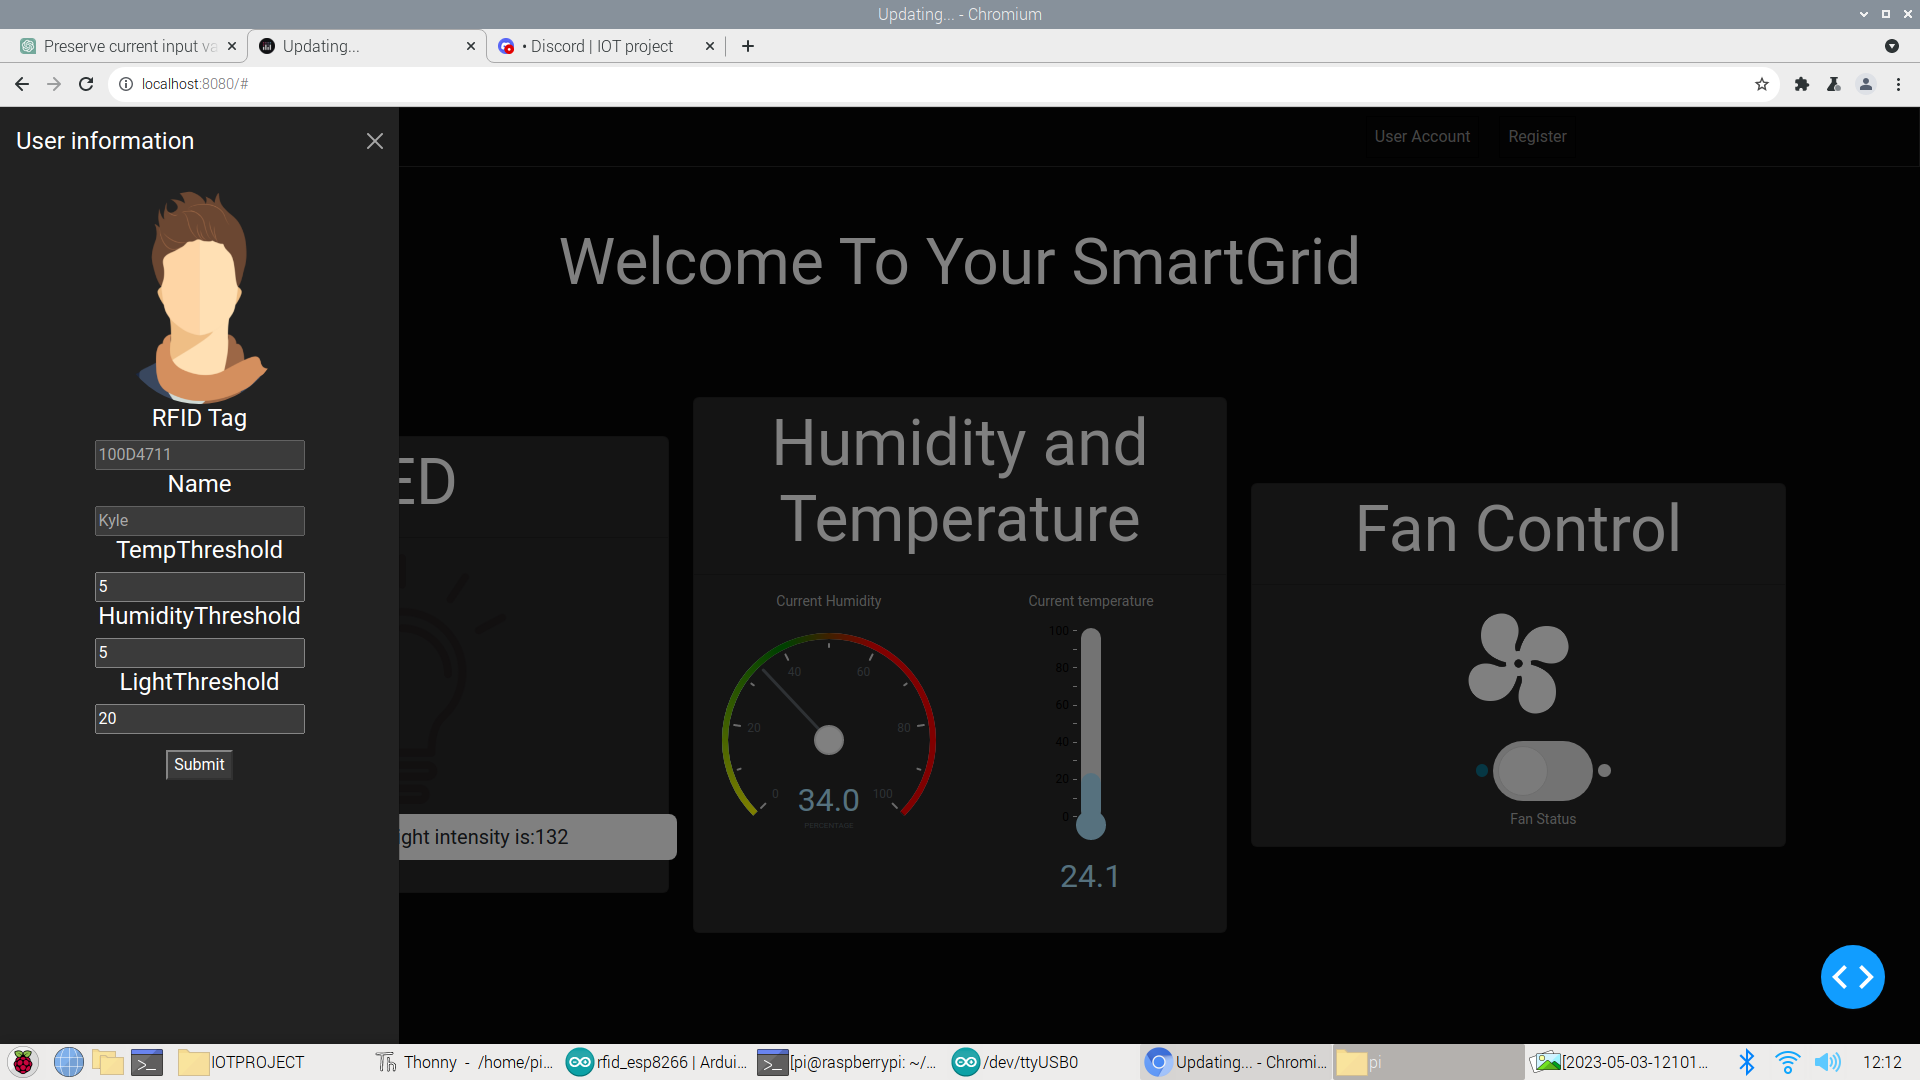 Updating... - Chromium
Preserve current input va
Updating...
• Discord | IOT project
localhost:8080/#
User information
User Account
Register
Welcome To Your SmartGrid
RFID Tag
100D4711
Name
Kyle
TempThreshold
5
HumidityThreshold
5
LightThreshold
20
Submit
ED
ght intensity is:132
Humidity and
Temperature
Current Humidity
0
20
40
60
80
100
34.0
PERCENTAGE
Current temperature
100
80
60
40
20
0
24.1
Fan Control
Fan Status
IOTPROJECT
Th Thonny - /home/pi...
rfid_esp8266 | Ardui...
[pi@raspberrypi: ~/...
/dev/ttyUSB0
Updating... - Chromi...
pi
[2023-05-03-12101...
12:12